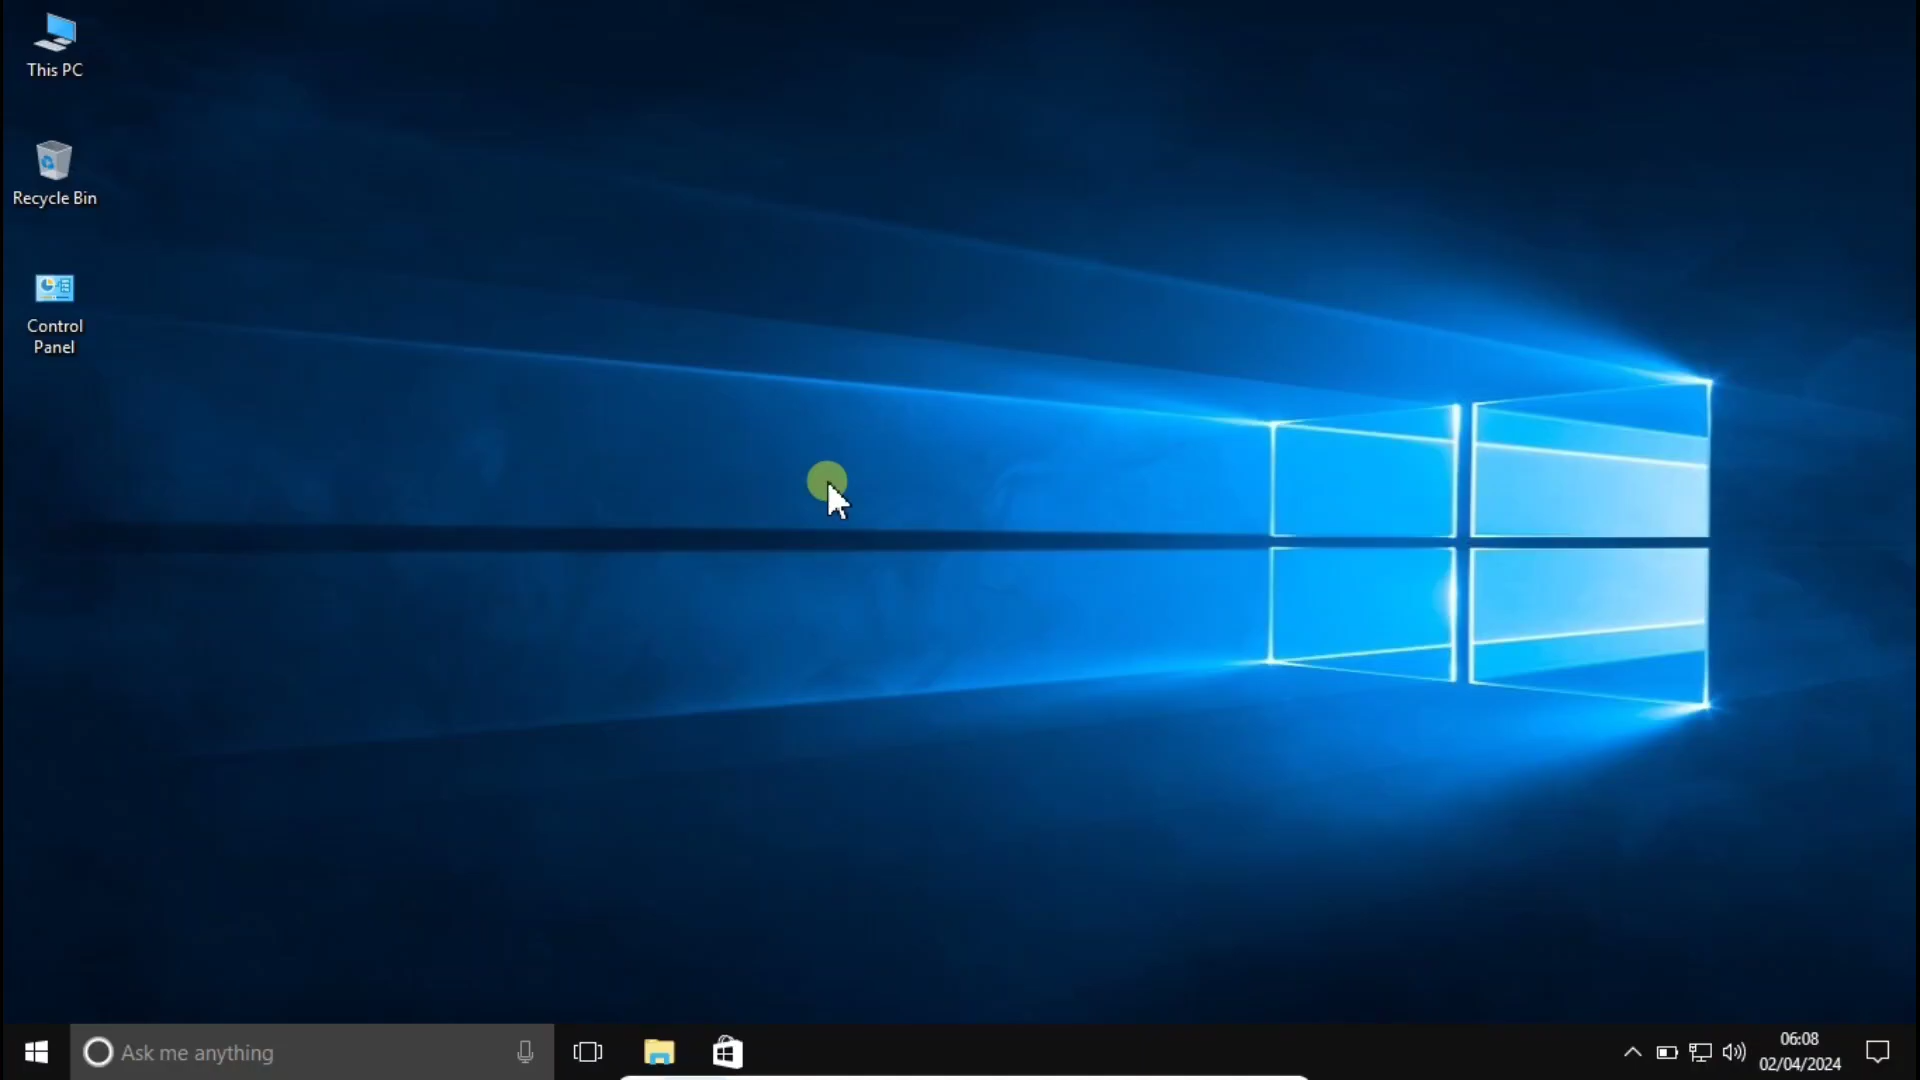 This PC
Recycle Bin
Control
Panel
Ask me anything
06:08
02/04/2024